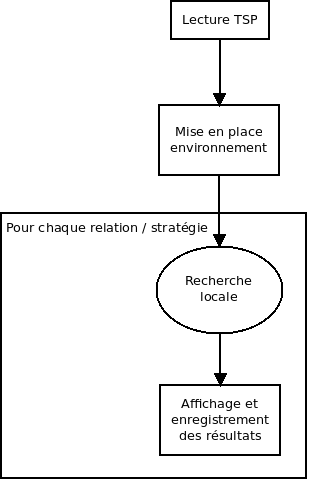 Lecture TSP
Mise en place
environnement
Pour chaque relation / stratégie
Recherche
locale
Affichage et
enregistrement
des résultats